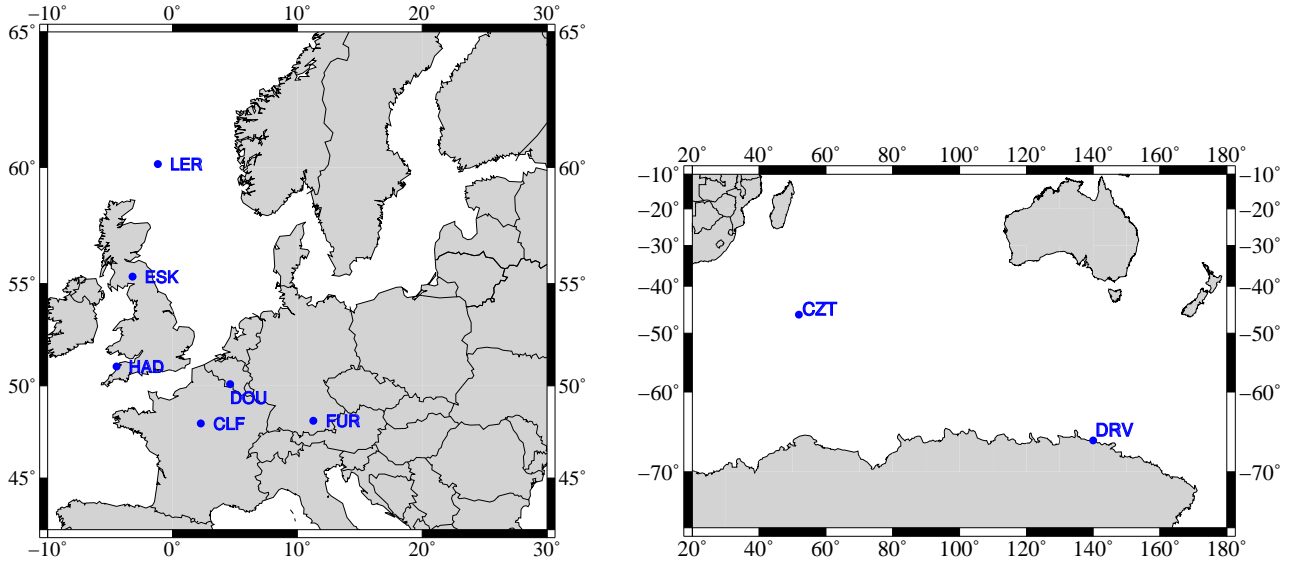 −10° 0° 10° 20° 30°
65° 65°
60° 60°
55° 55°
50° 50°
45° 45°
−10° 0° 10° 20° 30°
LER
ESK
HAD
DOU
CLF
FUR
20° 40° 60° 80° 100° 120° 140° 160° 180°
−10° −10°
−20° −20°
−30° −30°
−40° −40°
−50° −50°
−60° −60°
−70° −70°
20° 40° 60° 80° 100° 120° 140° 160° 180°
CZT
DRV